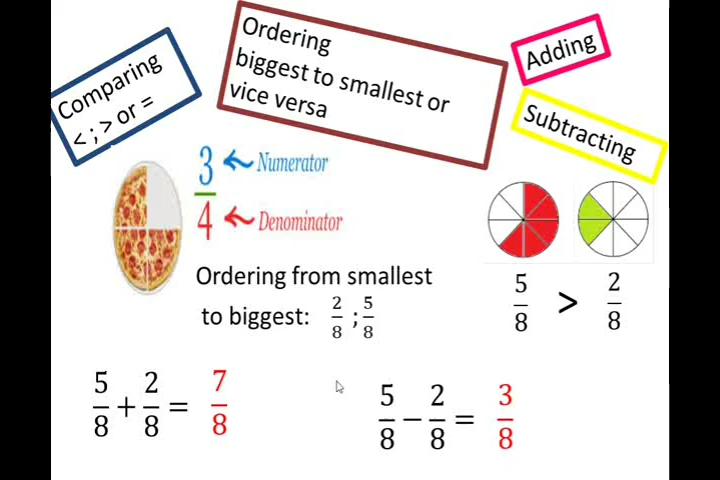 Comparing
< ; > or =
Ordering
biggest to smallest or
vice versa
Adding
Subtracting
3 Numerator
4 Denominator
Ordering from smallest
to biggest: 2/8 ; 5/8
5/8 > 2/8
5/8 + 2/8 = 7/8
5/8 − 2/8 = 3/8